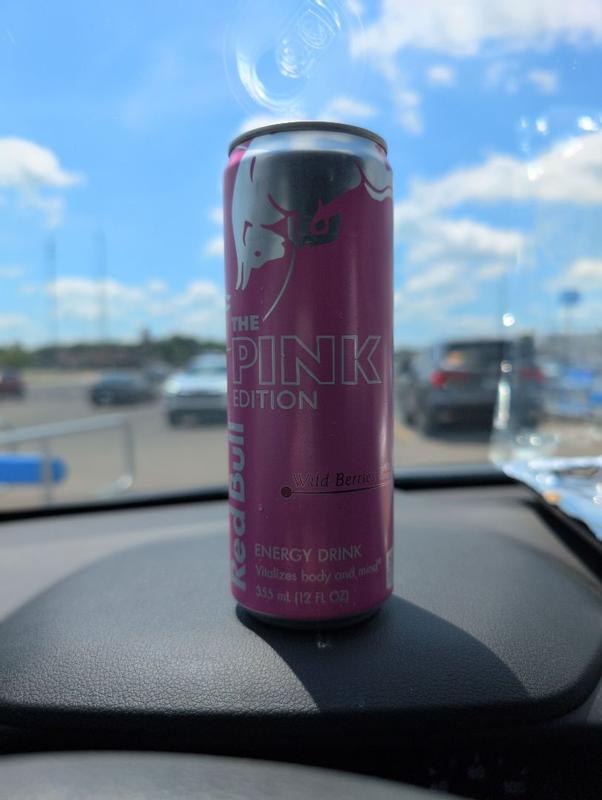 THE
PINK
EDITION
Red Bull
Wild Berries
ENERGY DRINK
Vitalizes body and mind®
355 mL (12 FL OZ)